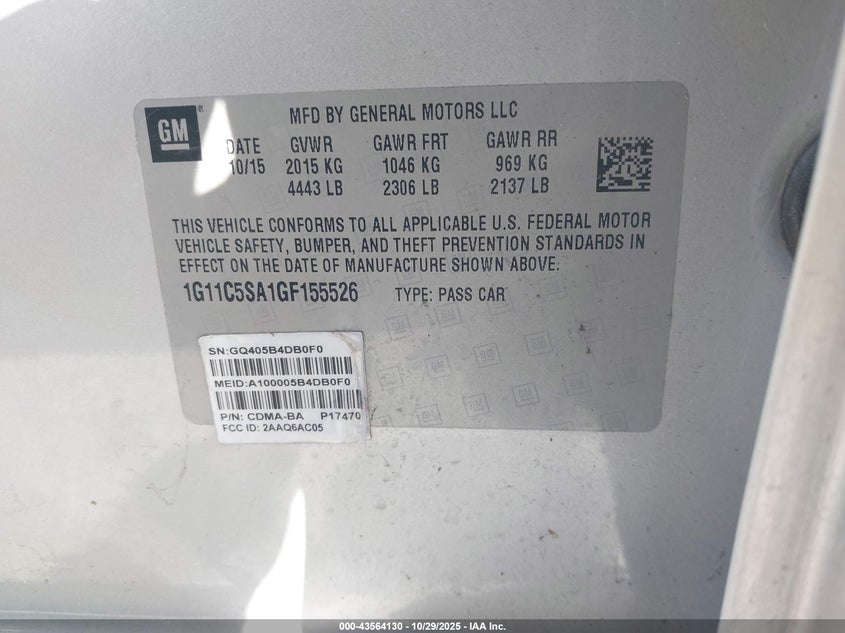 GM ® MFD BY GENERAL MOTORS LLC
DATE GVWR GAWR FRT GAWR RR
10/15 2015 KG 1046 KG 969 KG
4443 LB 2306 LB 2137 LB
THIS VEHICLE CONFORMS TO ALL APPLICABLE U.S. FEDERAL MOTOR
VEHICLE SAFETY, BUMPER, AND THEFT PREVENTION STANDARDS IN
EFFECT ON THE DATE OF MANUFACTURE SHOWN ABOVE.
1G11C5SA1GF155526 TYPE: PASS CAR
SN:GQ405B4DB0F0
MEID:A100005B4DB0F0
P/N: CDMA-BA P17470
FCC ID: 2AAQ6AC05
000-43564130 - 10/29/2025 - IAA Inc.